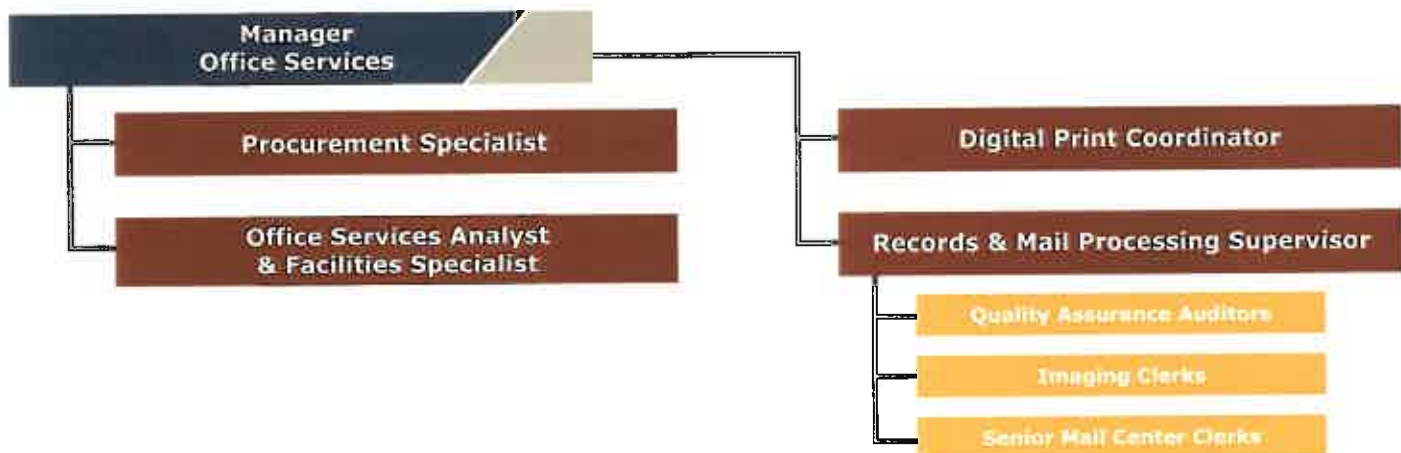 Manager
Office Services
Procurement Specialist
Office Services Analyst
& Facilities Specialist
Digital Print Coordinator
Records & Mail Processing Supervisor
Quality Assurance Auditors
Imaging Clerks
Senior Mail Center Clerks